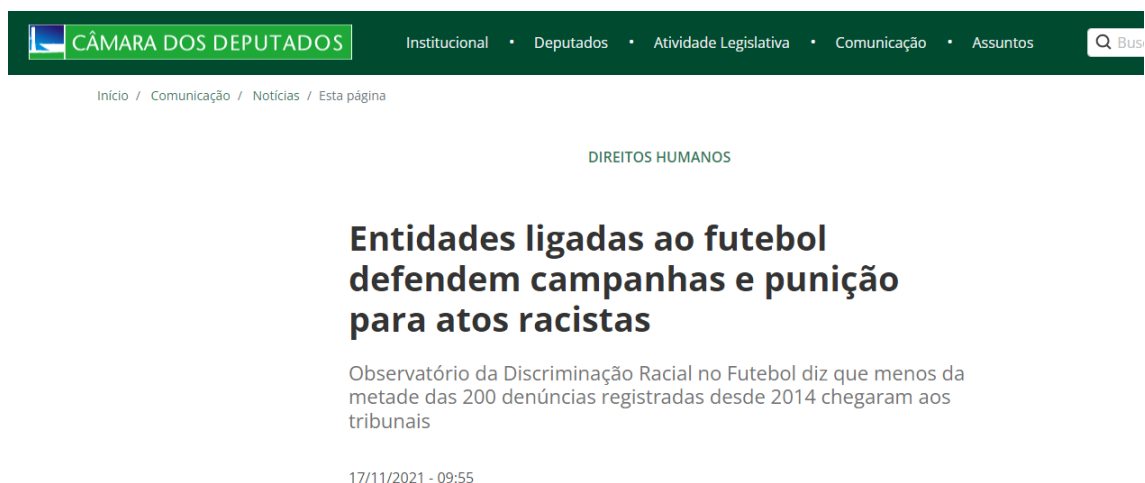 CÂMARA DOS DEPUTADOS
Institucional • Deputados • Atividade Legislativa • Comunicação • Assuntos
Início / Comunicação / Notícias / Esta página
DIREITOS HUMANOS
Entidades ligadas ao futebol
defendem campanhas e punição
para atos racistas
Observatório da Discriminação Racial no Futebol diz que menos da
metade das 200 denúncias registradas desde 2014 chegaram aos
tribunais
17/11/2021 - 09:55